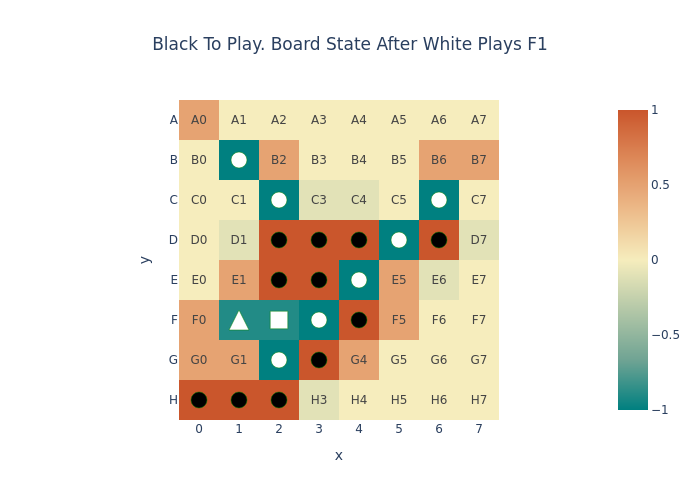 Black To Play. Board State After White Plays F1
A A0 A1 A2 A3 A4 A5 A6 A7
B B0 B2 B3 B4 B5 B6 B7
C C0 C1 C3 C4 C5 C7
D D0 D1 D7
E E0 E1 E5 E6 E7
F F0 F5 F6 F7
G G0 G1 G4 G5 G6 G7
H H3 H4 H5 H6 H7
0 1 2 3 4 5 6 7
x
y
1
0.5
0
−0.5
−1